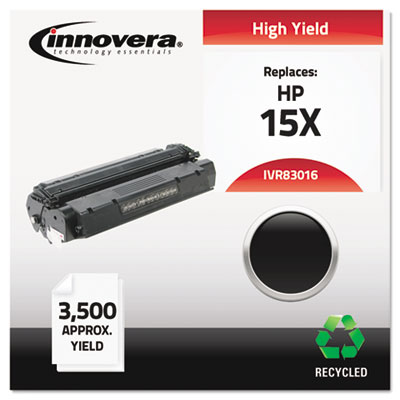 innovera
technology essentials
High Yield
Replaces:
HP
15X
IVR83016
3,500
APPROX.
YIELD
RECYCLED